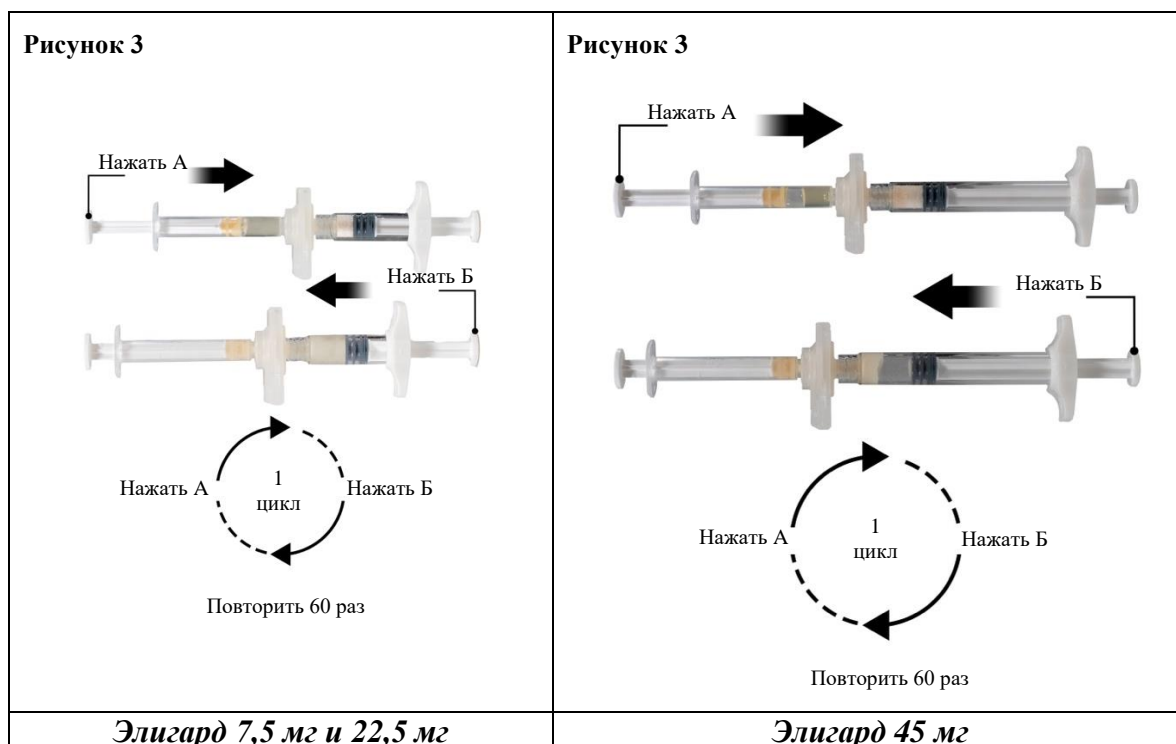 Рисунок 3
Нажать А
Нажать Б
Нажать А
1
цикл
Нажать Б
Повторить 60 раз
Элигард 7,5 мг и 22,5 мг
Рисунок 3
Нажать А
Нажать Б
Нажать А
1
цикл
Нажать Б
Повторить 60 раз
Элигард 45 мг